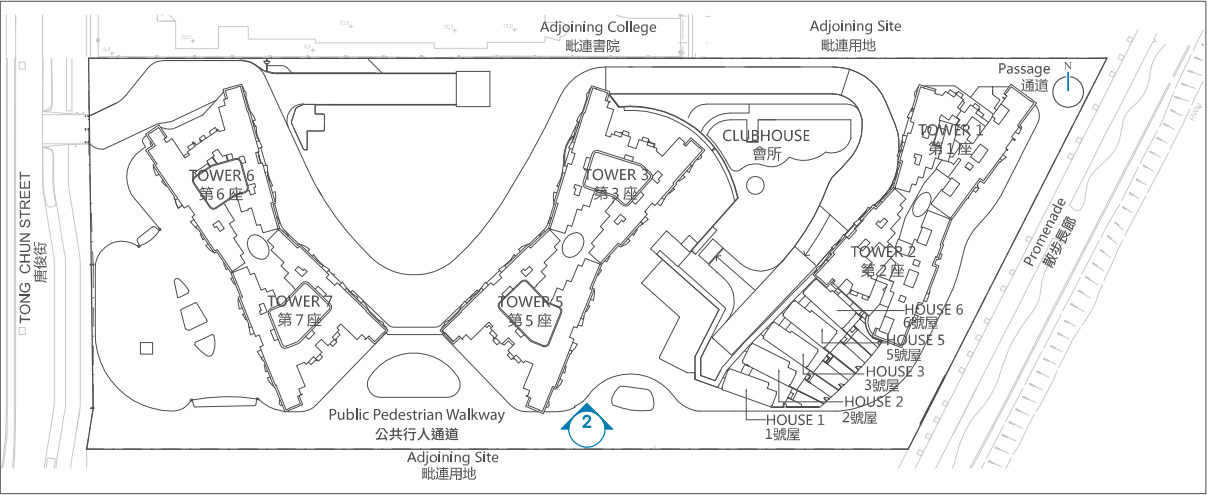 Adjoining College
毗連書院
Adjoining Site
毗連用地
Passage
通道
N
TOWER 1
第1座
CLUBHOUSE
會所
TOWER 6
第6座
TOWER 3
第3座
TONG CHUN STREET
唐俊街
Promenade
散步長廊
TOWER 2
第2座
TOWER 7
第7座
TOWER 5
第5座
HOUSE 6
6號屋
HOUSE 5
5號屋
HOUSE 3
3號屋
HOUSE 2
2號屋
HOUSE 1
1號屋
Public Pedestrian Walkway
公共行人通道
2
Adjoining Site
毗連用地